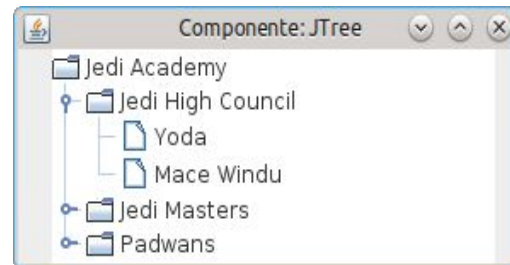 Componente: JTree
Jedi Academy
Jedi High Council
Yoda
Mace Windu
Jedi Masters
Padwans